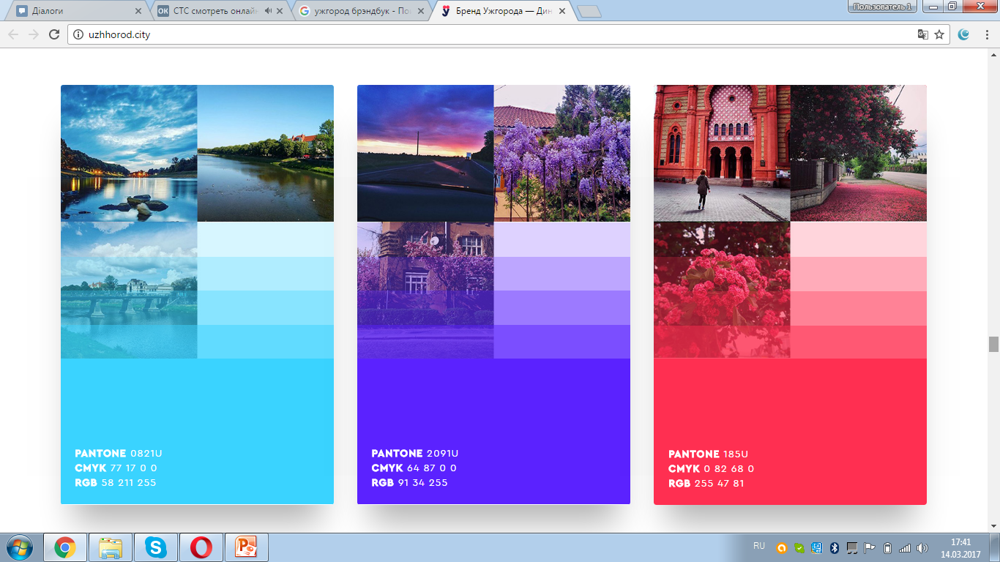 Діалоги
СТС смотреть онлайн
ужгород брэндбук - Пои
Бренд Ужгорода — Дин
Пользователь 1
uzhhorod.city
PANTONE 0821U
CMYK 77 17 0 0
RGB 58 211 255
PANTONE 2091U
CMYK 64 87 0 0
RGB 91 34 255
PANTONE 185U
CMYK 0 82 68 0
RGB 255 47 81
RU
17:41
14.03.2017